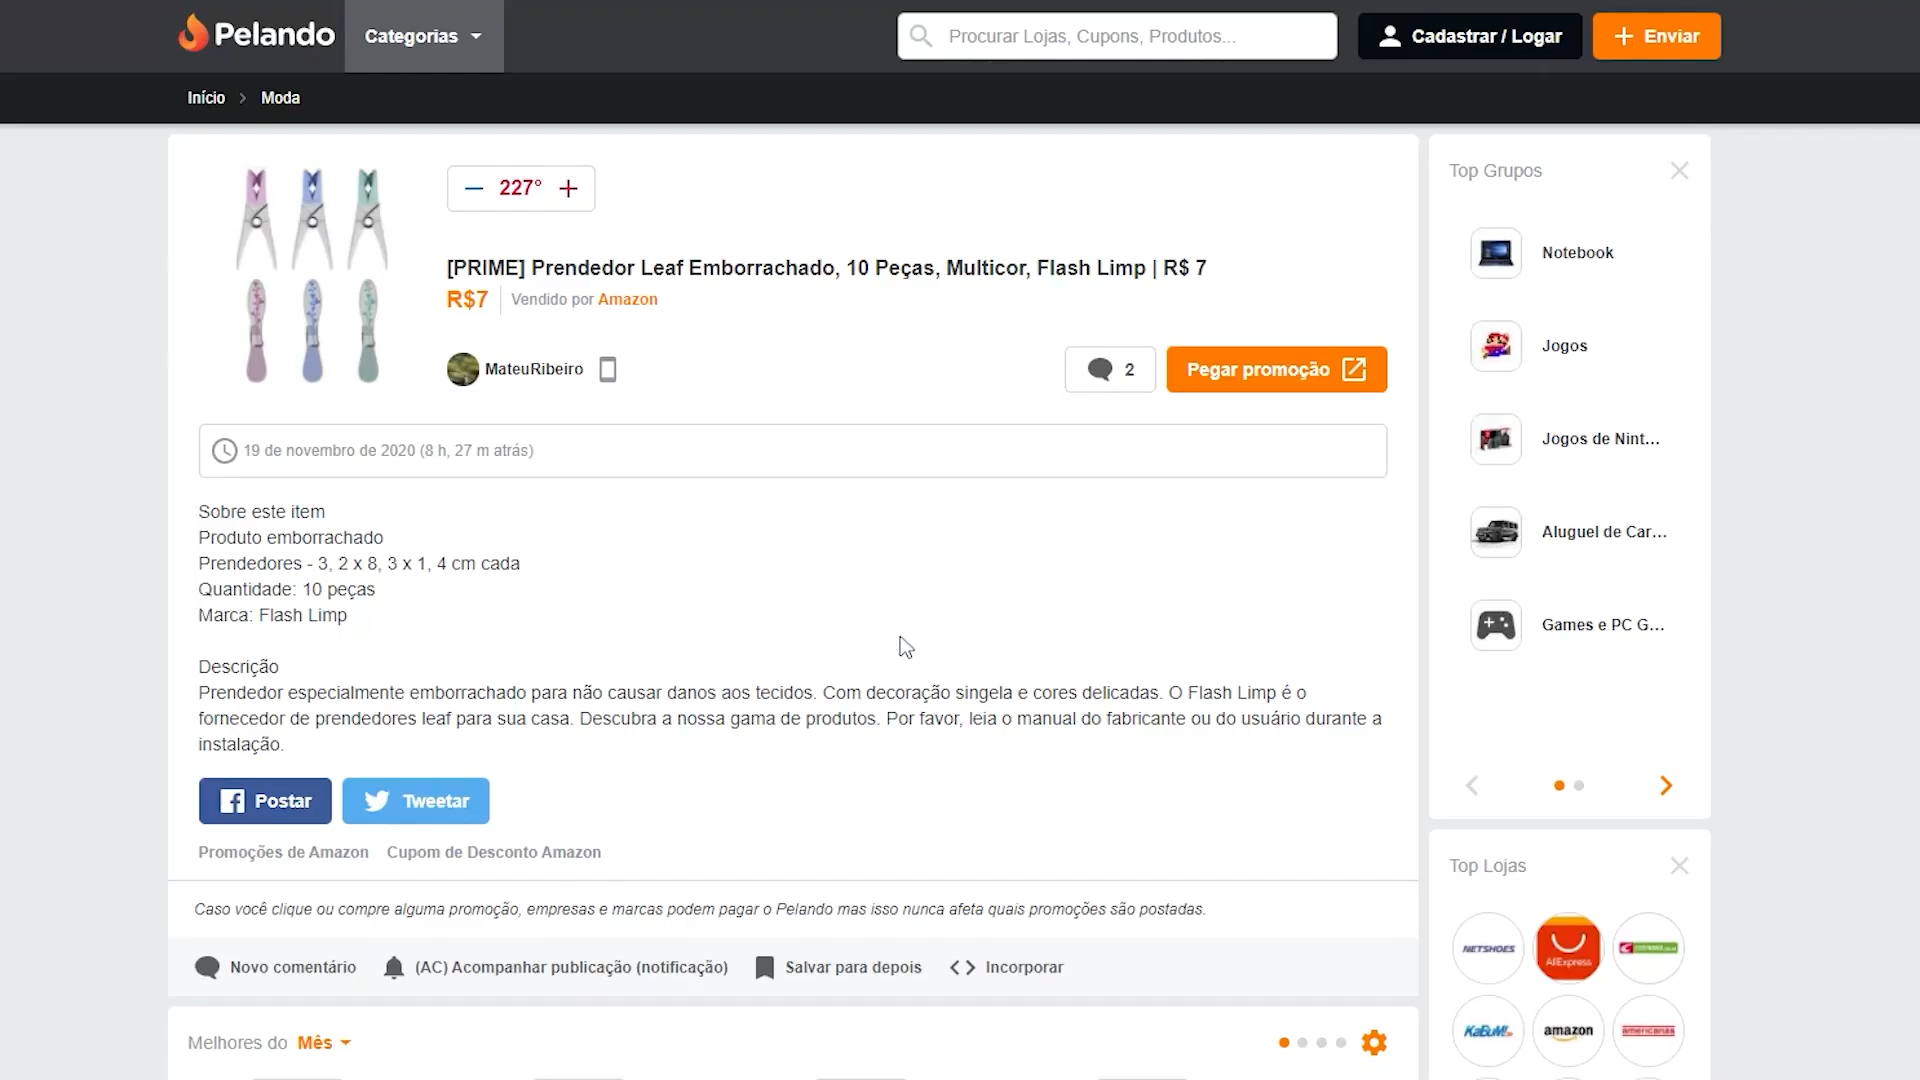 Pelando
Categorias
Procurar Lojas, Cupons, Produtos...
Cadastrar / Logar
Enviar
Início
Moda
227°
[PRIME] Prendedor Leaf Emborrachado, 10 Peças, Multicor, Flash Limp | R$ 7
R$7
Vendido por Amazon
MateuRibeiro
2
Pegar promoção
19 de novembro de 2020 (8 h, 27 m atrás)
Sobre este item
Produto emborrachado
Prendedores - 3, 2 x 8, 3 x 1, 4 cm cada
Quantidade: 10 peças
Marca: Flash Limp
Descrição
Prendedor especialmente emborrachado para não causar danos aos tecidos. Com decoração singela e cores delicadas. O Flash Limp é o
fornecedor de prendedores leaf para sua casa. Descubra a nossa gama de produtos. Por favor, leia o manual do fabricante ou do usuário durante a
instalação.
Postar
Tweetar
Promoções de Amazon
Cupom de Desconto Amazon
Caso você clique ou compre alguma promoção, empresas e marcas podem pagar o Pelando mas isso nunca afeta quais promoções são postadas.
Novo comentário
(AC) Acompanhar publicação (notificação)
Salvar para depois
Incorporar
Melhores do Mês
Top Grupos
Notebook
Jogos
Jogos de Nint...
Aluguel de Car...
Games e PC G...
Top Lojas
NETSHOES
AliExpress
KaBuM!
amazon
americanas